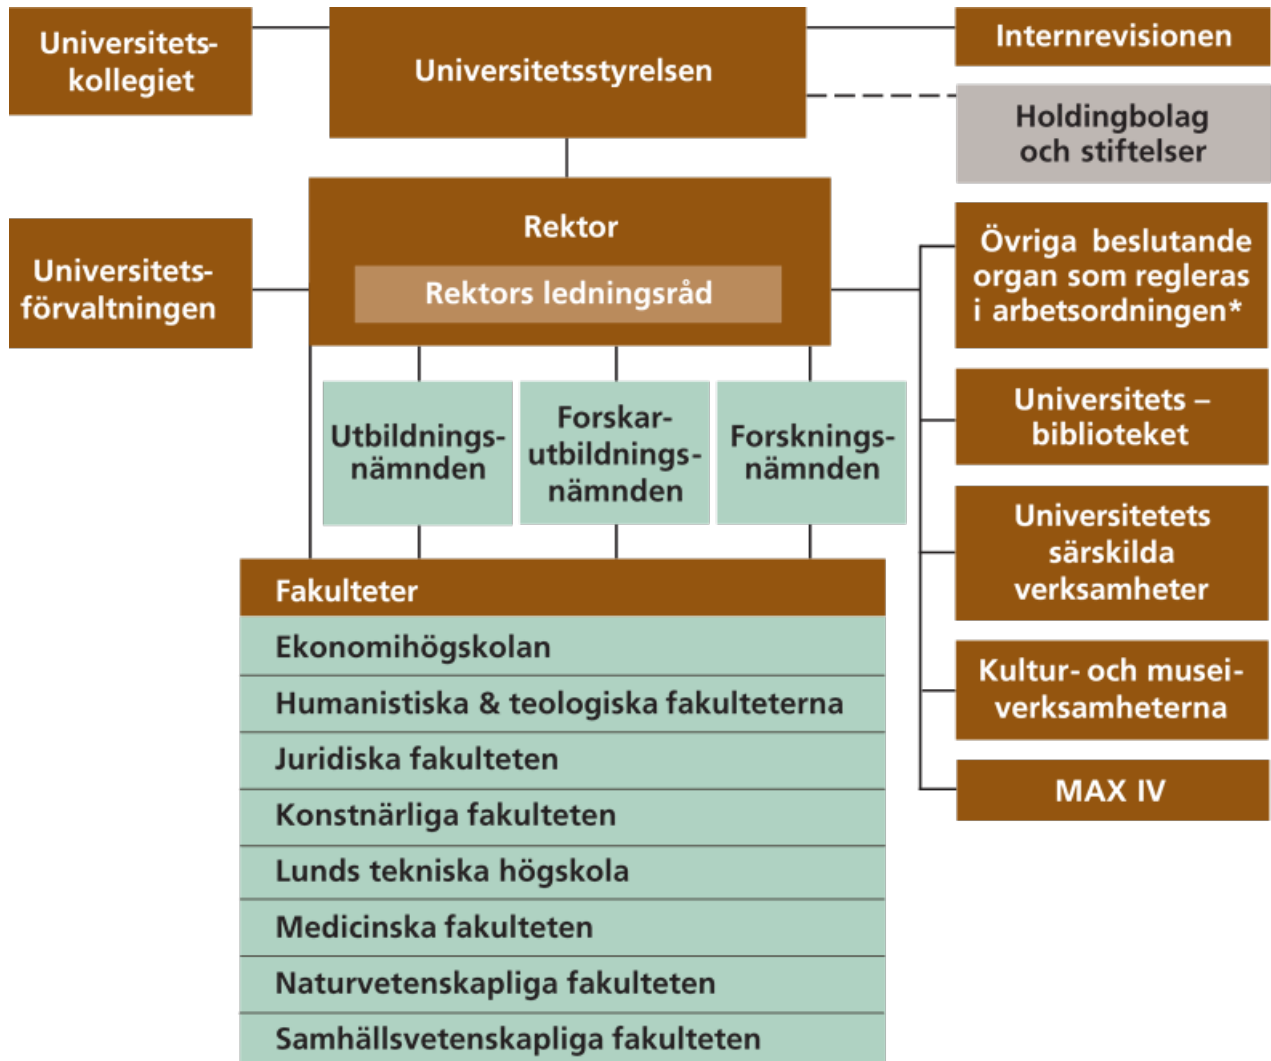 Universitets-
kollegiet
Universitetsstyrelsen
Internrevisionen
Holdingbolag
och stiftelser
Universitets-
förvaltningen
Rektor
Rektors ledningsråd
Övriga beslutande
organ som regleras
i arbetsordningen*
Utbildnings-
nämnden
Forskar-
utbildnings-
nämnden
Forsknings-
nämnden
Universitets –
biblioteket
Universitetets
särskilda
verksamheter
Kultur- och musei-
verksamheterna
MAX IV
Fakulteter
Ekonomihögskolan
Humanistiska & teologiska fakulteterna
Juridiska fakulteten
Konstnärliga fakulteten
Lunds tekniska högskola
Medicinska fakulteten
Naturvetenskapliga fakulteten
Samhällsvetenskapliga fakulteten